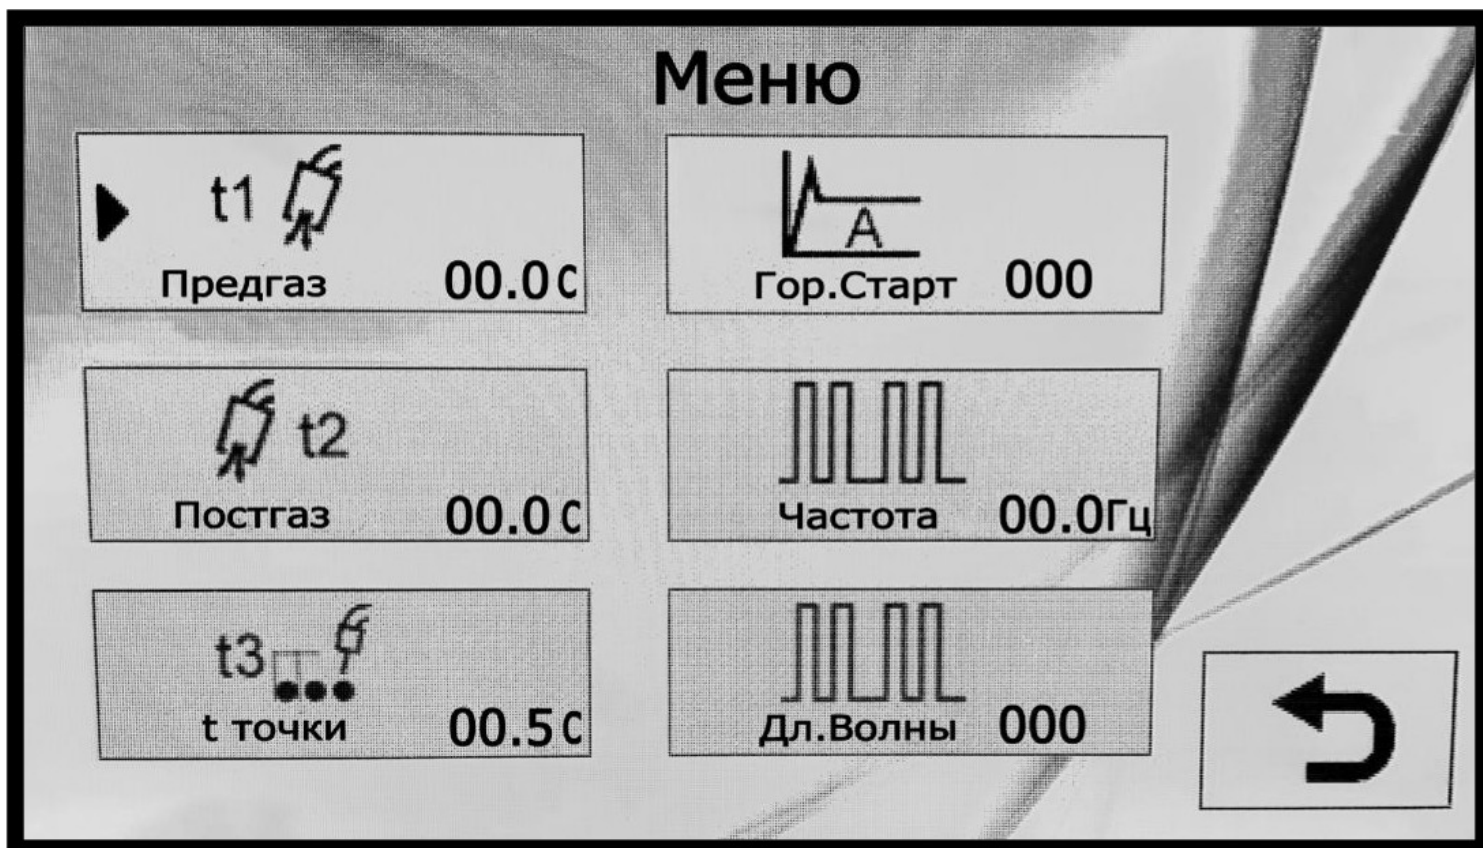 Меню
t1
Предгаз 00.0с
A
Гор.Старт 000
t2
Постгаз 00.0с
Частота 00.0Гц
t3
t точки 00.5с
Дл.Волны 000